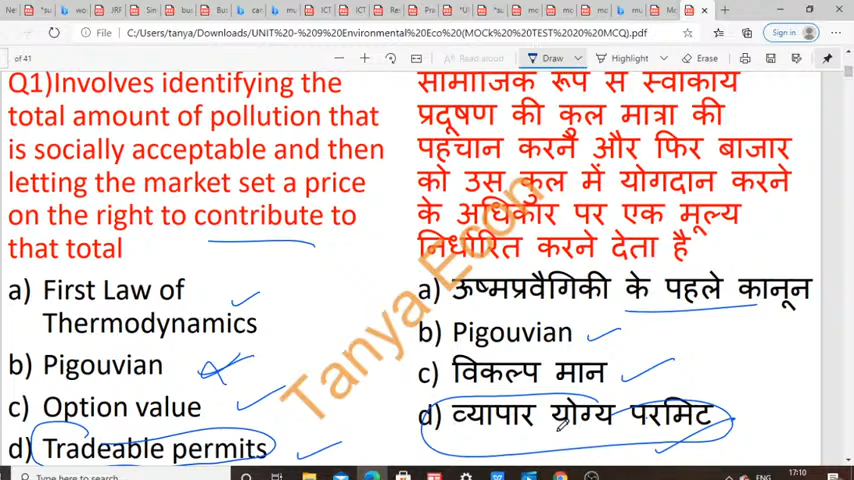 Sign in
File
C:/Users/tanya/Downloads/UNIT%20-%209%20Environmental%20Eco%20(MOCk%20TEST%2020%20MCQ).pdf
of 41
Read aloud
Draw
Highlight
Erase
Q1)Involves identifying the
total amount of pollution that
is socially acceptable and then
letting the market set a price
on the right to contribute to
that total
a) First Law of
Thermodynamics
b) Pigouvian
c) Option value
d) Tradeable permits
सामाजिक रूप से स्वीकार्य
प्रदूषण की कुल मात्रा की
पहचान करने और फिर बाजार
को उस कुल में योगदान करने
के अधिकार पर एक मूल्य
निर्धारित करने देता है
a) ऊष्मप्रवैगिकी के पहले कानून
b) Pigouvian
c) विकल्प मान
d) व्यापार योग्य परमिट
Tanya Econ
Type here to search
ENG
17:10